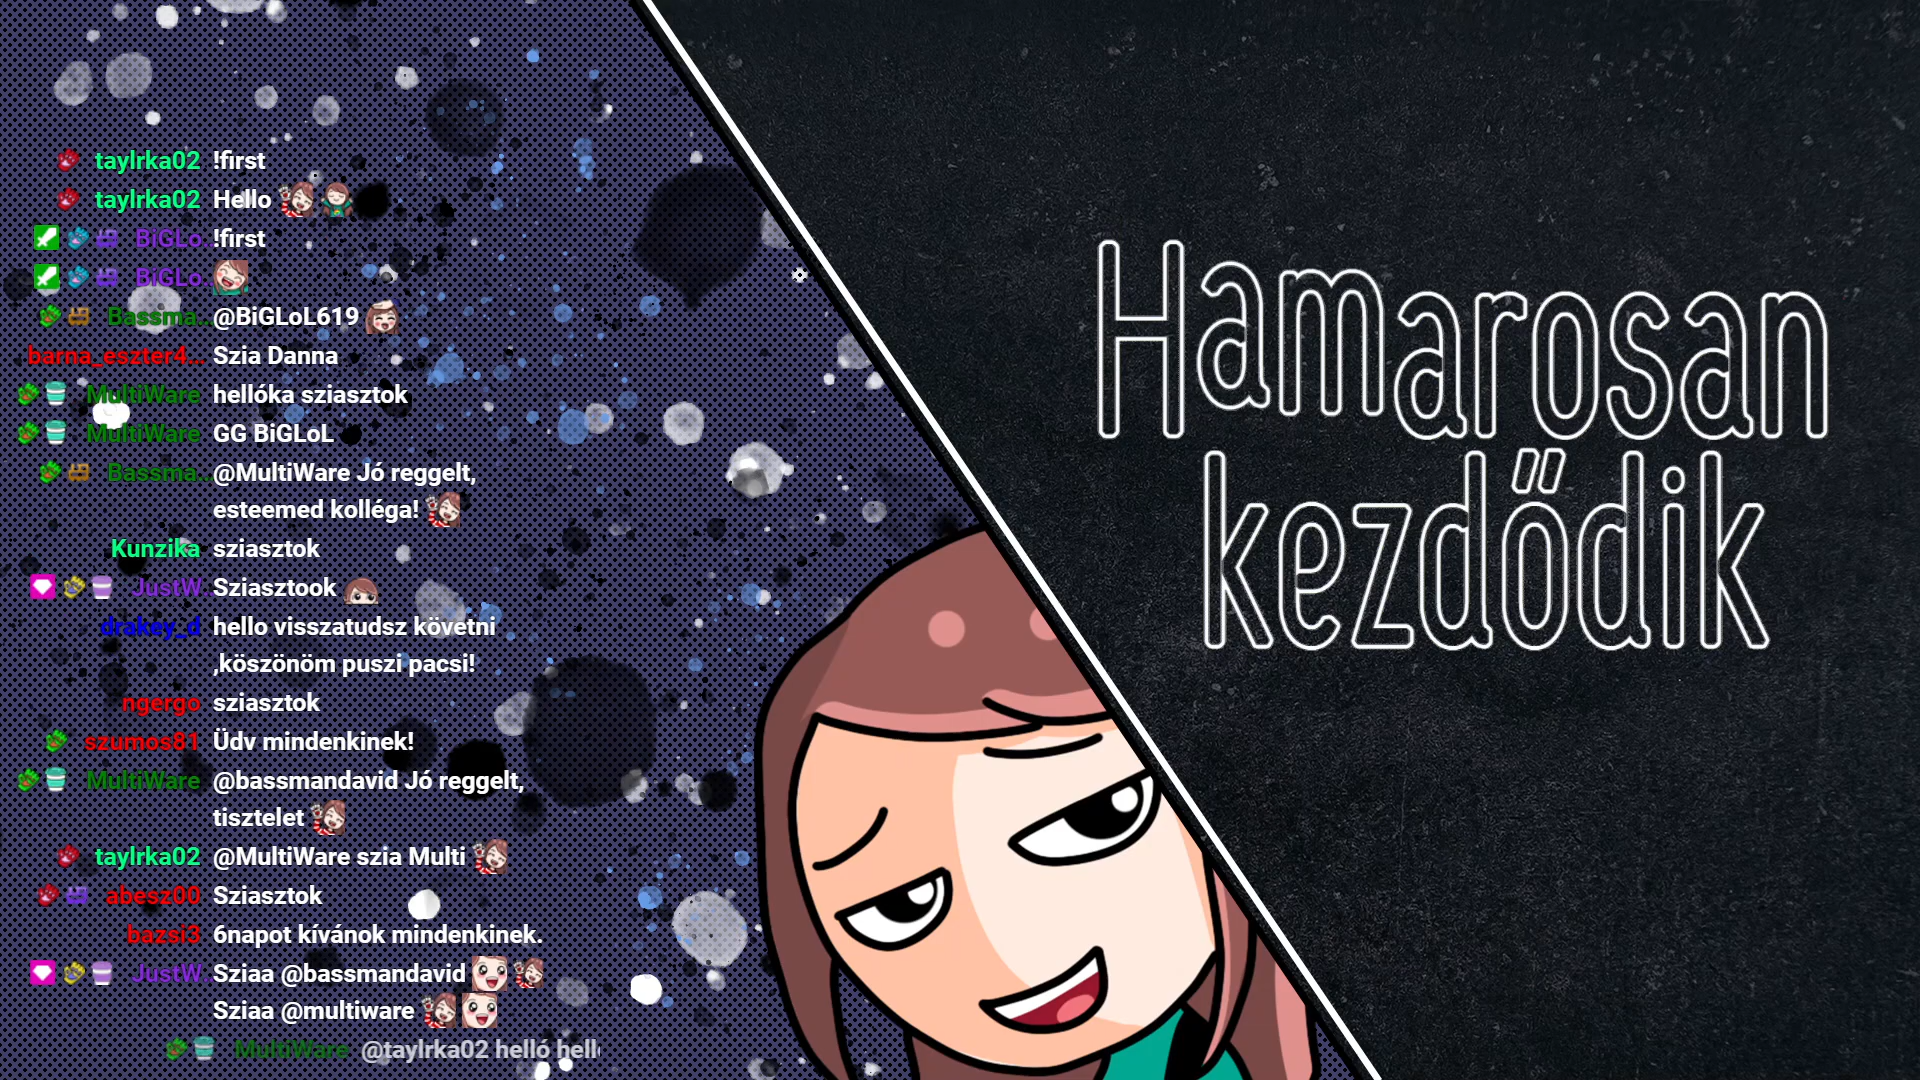 taylrka02 !first
taylrka02 Hello
BiGLo.. !first
BiGLo..
Bassma... @BiGLoL619
barna_eszter4... Szia Danna
MultiWare hellóka sziasztok
MultiWare GG BiGLoL
Bassma... @MultiWare Jó reggelt,
esteemed kolléga!
Kunzika sziasztok
JustW.. Sziasztook
drakey_d hello visszatudsz követni
,köszönöm puszi pacsi!
ngergo sziasztok
szumos81 Üdv mindenkinek!
MultiWare @bassmandavid Jó reggelt,
tisztelet
taylrka02 @MultiWare szia Multi
abesz00 Sziasztok
bazsi3 6napot kívánok mindenkinek.
JustW.. Sziaa @bassmandavid
Sziaa @multiware
MultiWare @taylrka02 helló hell
Hamarosan
kezdődik